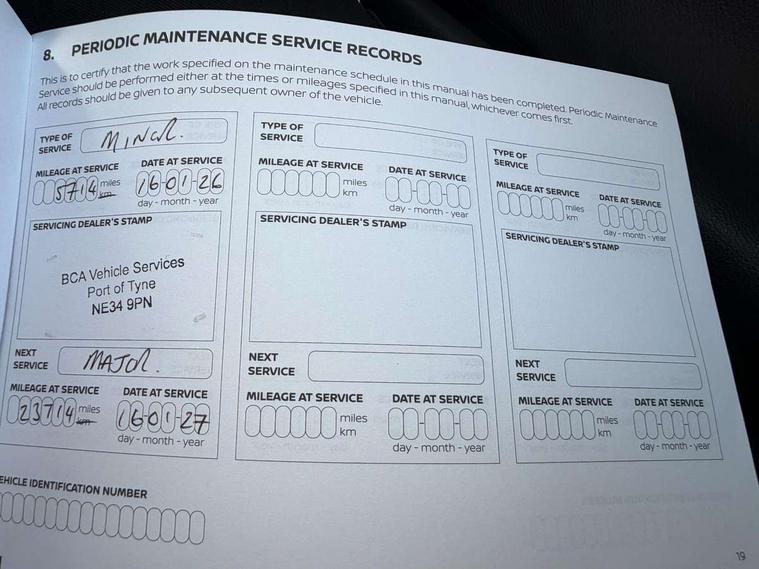 8. PERIODIC MAINTENANCE SERVICE RECORDS
This is to certify that the work specified on the maintenance schedule in this manual has been completed. Periodic Maintenance
Service should be performed either at the times or mileages specified in this manual, whichever comes first.
All records should be given to any subsequent owner of the vehicle.
TYPE OF
SERVICE
MINOR.
MILEAGE AT SERVICE
5714 miles
km
DATE AT SERVICE
16-01-26
day - month - year
SERVICING DEALER'S STAMP
BCA Vehicle Services
Port of Tyne
NE34 9PN
NEXT
SERVICE
MAJOR.
MILEAGE AT SERVICE
23714 miles
km
DATE AT SERVICE
16-01-27
day - month - year
TYPE OF
SERVICE
MILEAGE AT SERVICE
miles
km
DATE AT SERVICE
day - month - year
SERVICING DEALER'S STAMP
NEXT
SERVICE
MILEAGE AT SERVICE
miles
km
DATE AT SERVICE
day - month - year
TYPE OF
SERVICE
MILEAGE AT SERVICE
miles
km
DATE AT SERVICE
day - month - year
SERVICING DEALER'S STAMP
NEXT
SERVICE
MILEAGE AT SERVICE
miles
km
DATE AT SERVICE
day - month - year
EHICLE IDENTIFICATION NUMBER
19